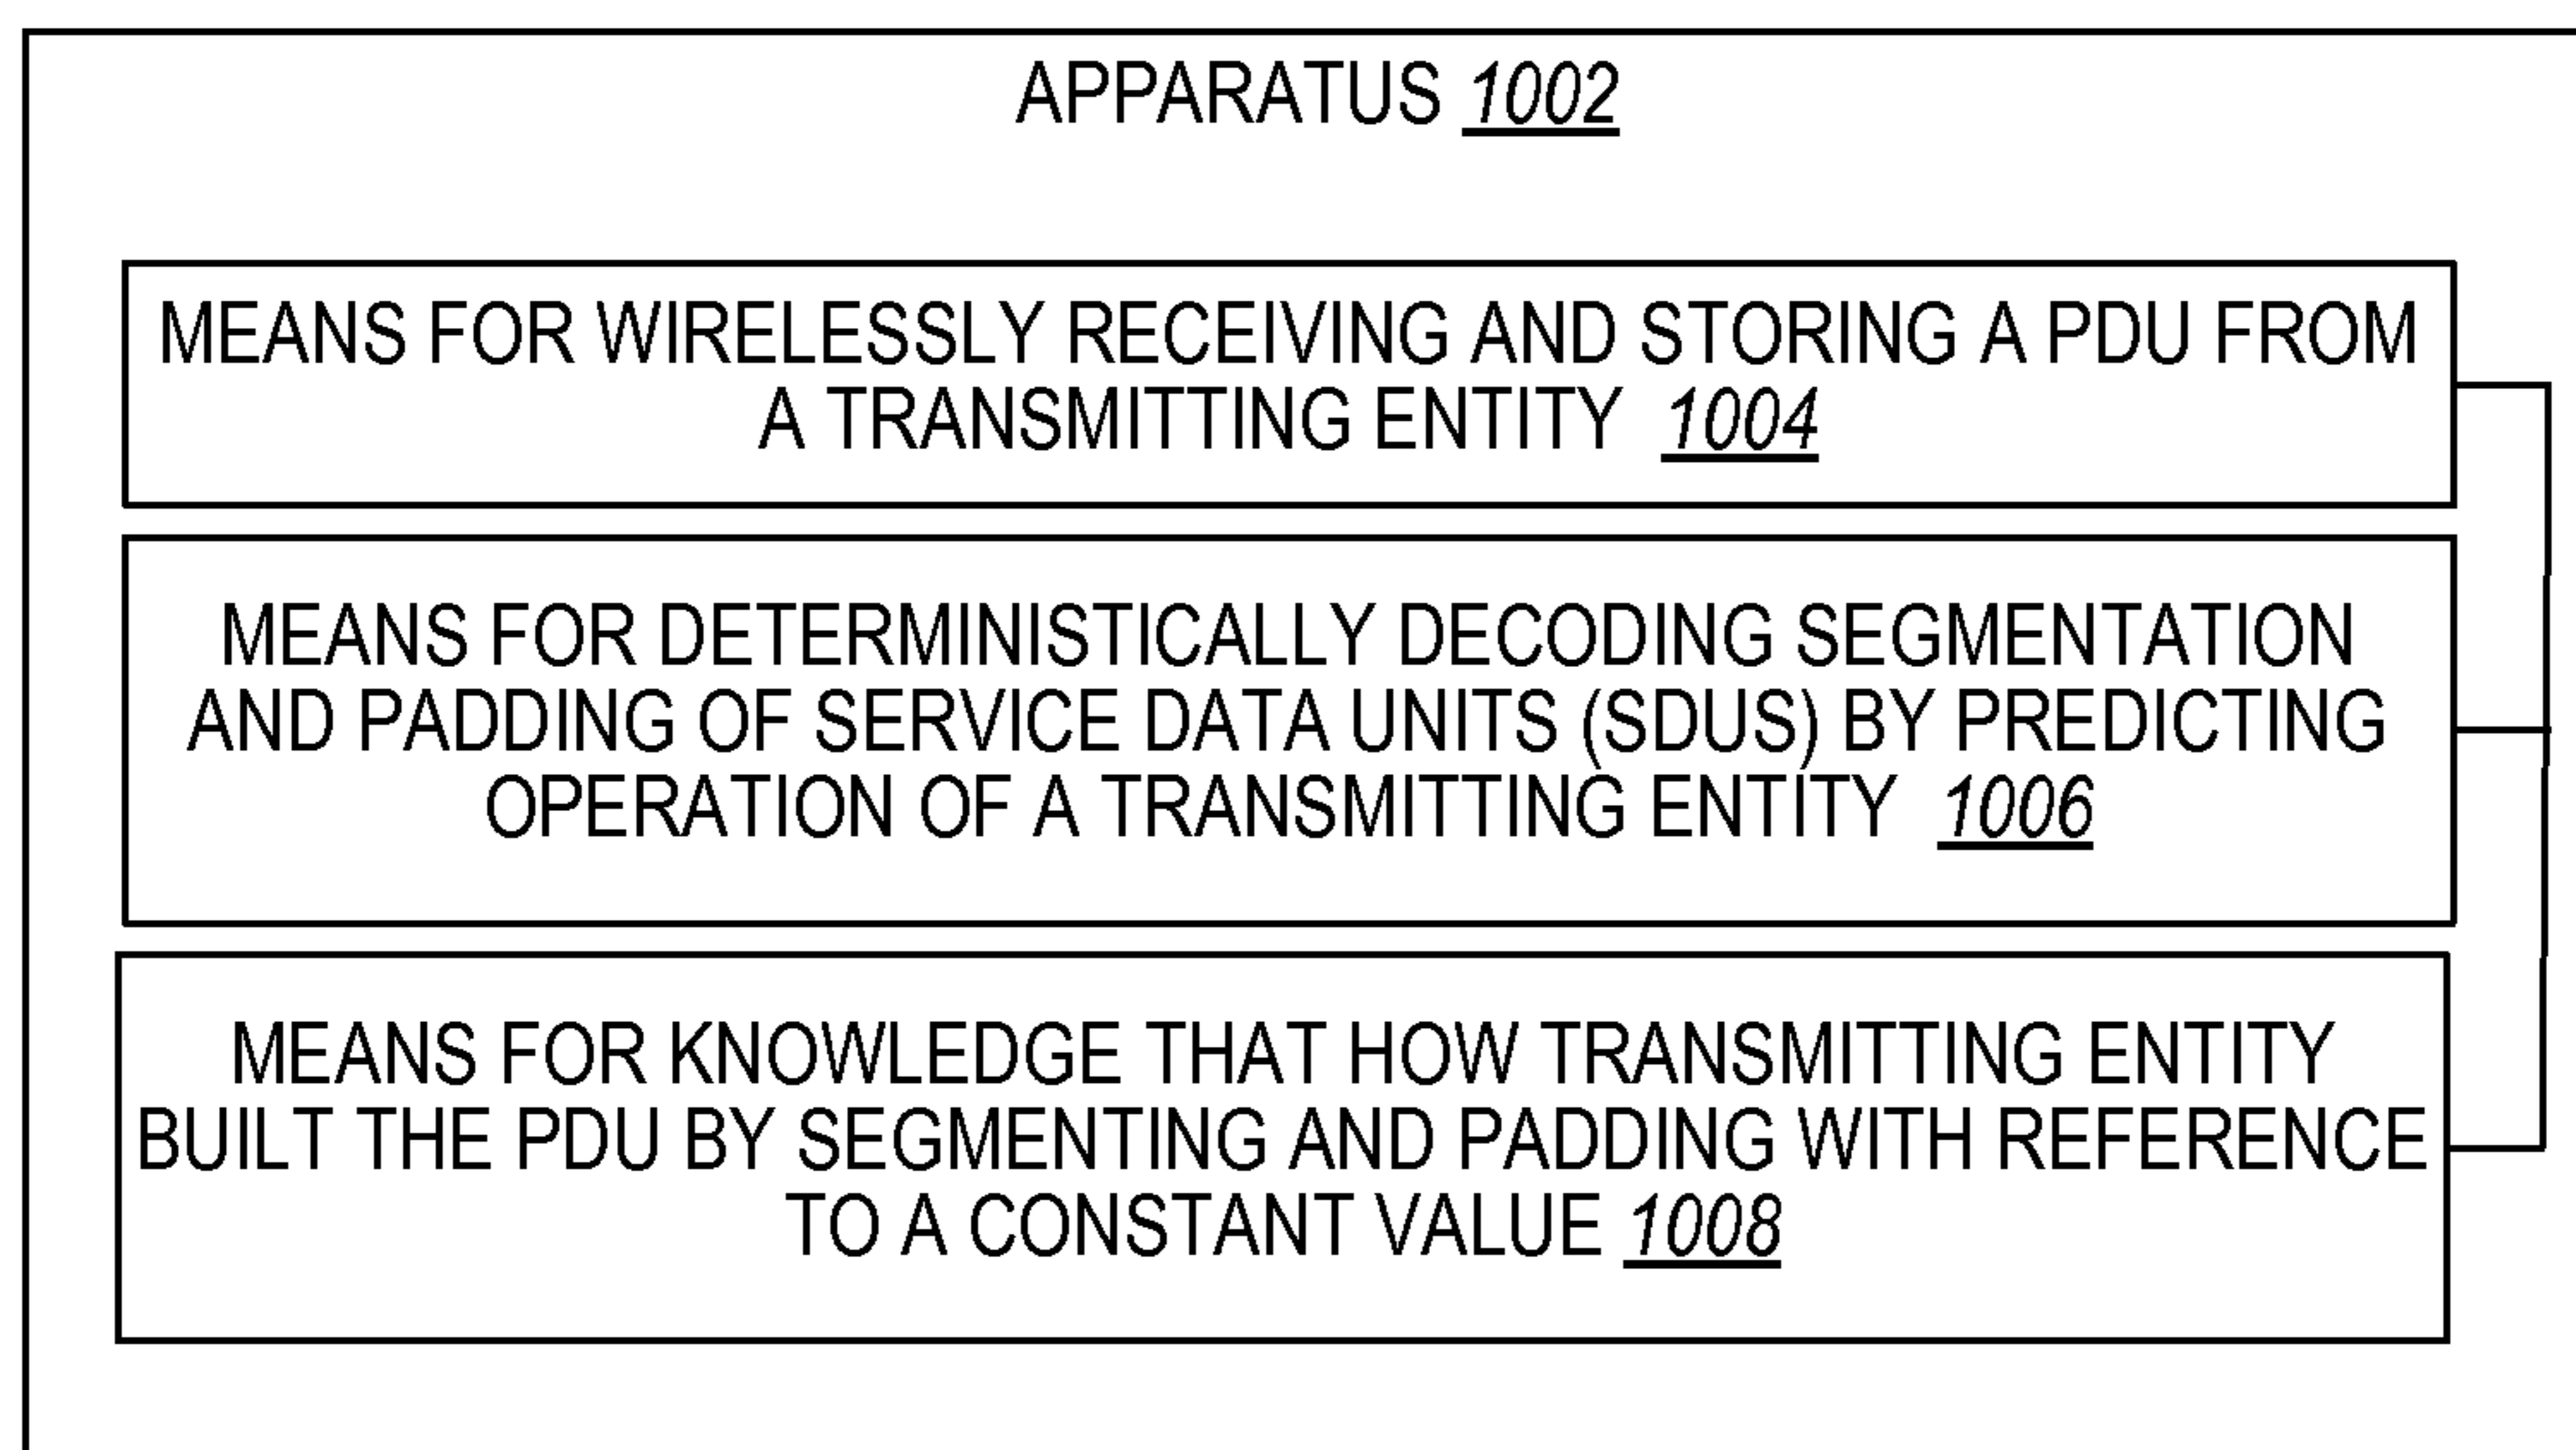 APPARATUS 1002
MEANS FOR WIRELESSLY RECEIVING AND STORING A PDU FROM
A TRANSMITTING ENTITY 1004
MEANS FOR DETERMINISTICALLY DECODING SEGMENTATION
AND PADDING OF SERVICE DATA UNITS (SDUS) BY PREDICTING
OPERATION OF A TRANSMITTING ENTITY 1006
MEANS FOR KNOWLEDGE THAT HOW TRANSMITTING ENTITY
BUILT THE PDU BY SEGMENTING AND PADDING WITH REFERENCE
TO A CONSTANT VALUE 1008